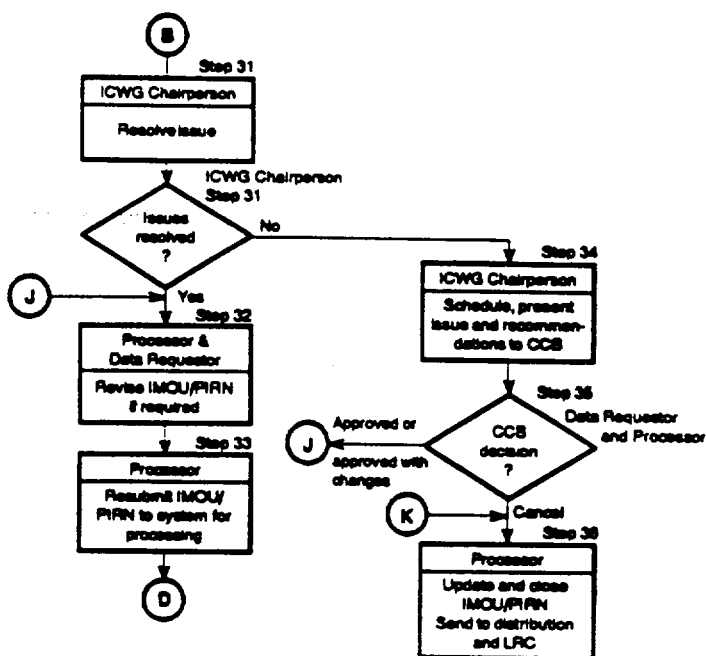 B
Step 31
ICWG Chairperson
Resolve issue
ICWG Chairperson
Step 31
Issues
resolved
?
No
J
Yes
Step 32
Processor &
Data Requestor
Revise IMOU/PIRN
if required
Step 33
Processor
Resubmit IMOU/
PIRN to system for
processing
D
Step 34
ICWG Chairperson
Schedule, present
issue and recommen-
dations to CCB
Step 35
Data Requestor
and Processor
CCB
decision
?
Approved or
approved with
changes
J
K
Cancel
Step 36
Processor
Update and close
IMOU/PIRN
Send to distribution
and LRC